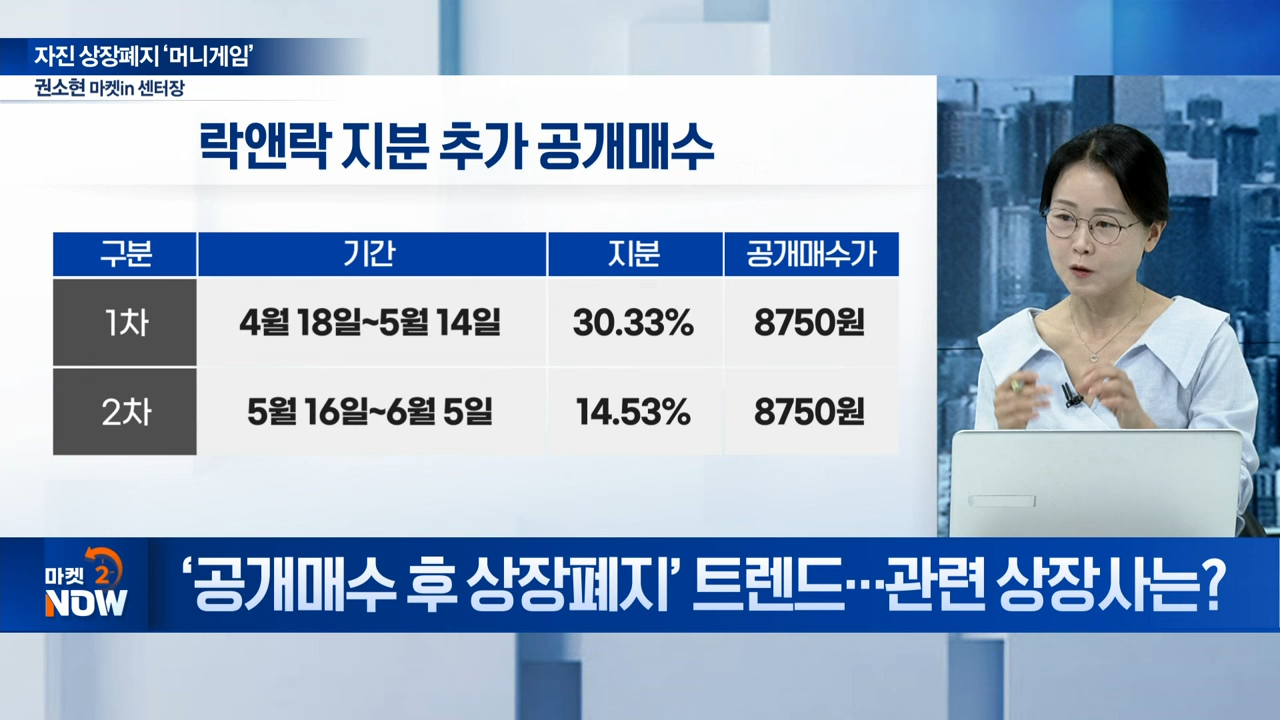 자진 상장폐지 ‘머니게임’
권소현 마켓in 센터장
락앤락 지분 추가 공개매수
구분 기간 지분 공개매수가
1차 4월 18일~5월 14일 30.33% 8750원
2차 5월 16일~6월 5일 14.53% 8750원
마켓 2
NOW
‘공개매수 후 상장폐지’ 트렌드…관련 상장사는?